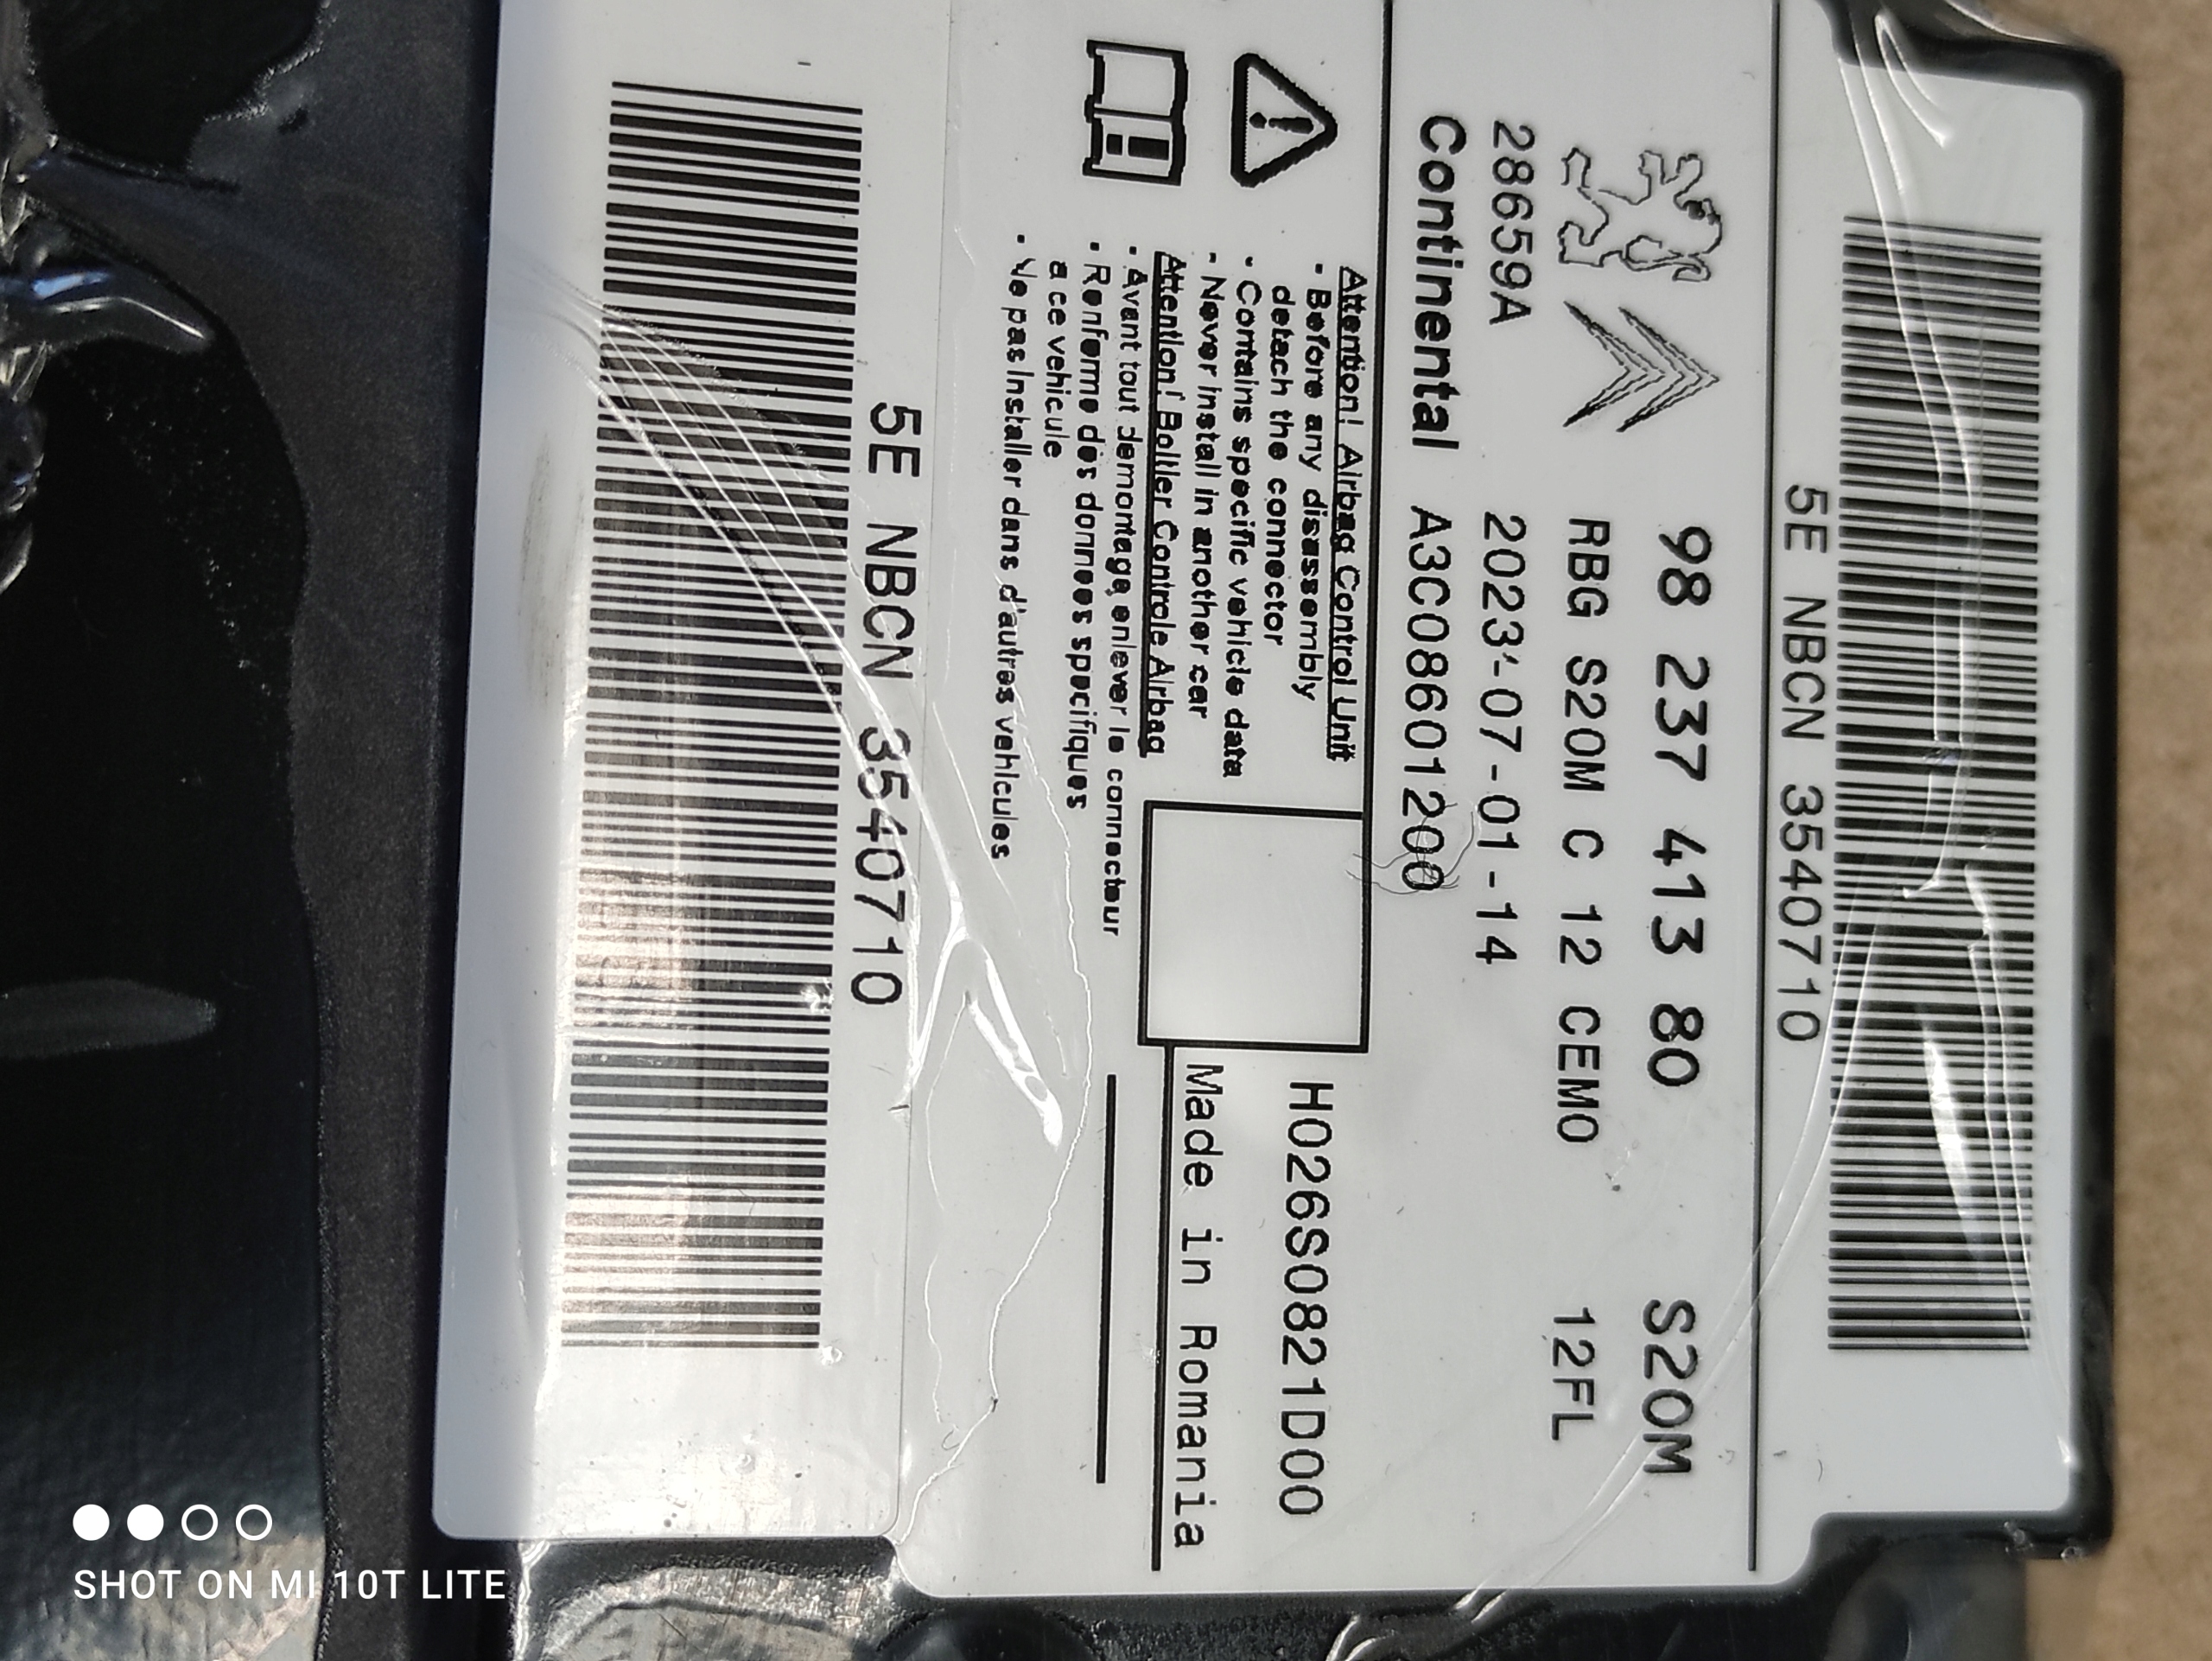 5E NBCN 3540710
98 237 413 80 S20M
RBG S20M C 12 CEMO 12FL
28659A 2023-07-01-14
Continental A3C08601200
Attention! Airbag Control Unit
• Before any disassembly
detach the connector
• Contains specific vehicle data
- Never install in another car
Attention! Boitier Controle Airbag
• Avant tout demontage, enlever le connecteur
• Renferme des donnees specifiques
a ce vehicule
• Ne pas installer dans d'autres vehicules
H026S0821D00
Made in Romania
5E NBCN 3540710
SHOT ON MI 10T LITE